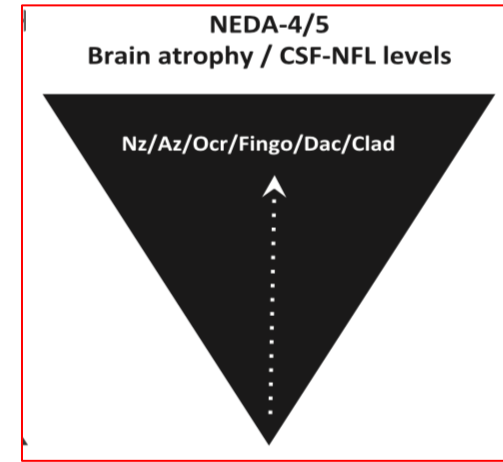 NEDA-4/5
Brain atrophy / CSF-NFL levels
Nz/Az/Ocr/Fingo/Dac/Clad